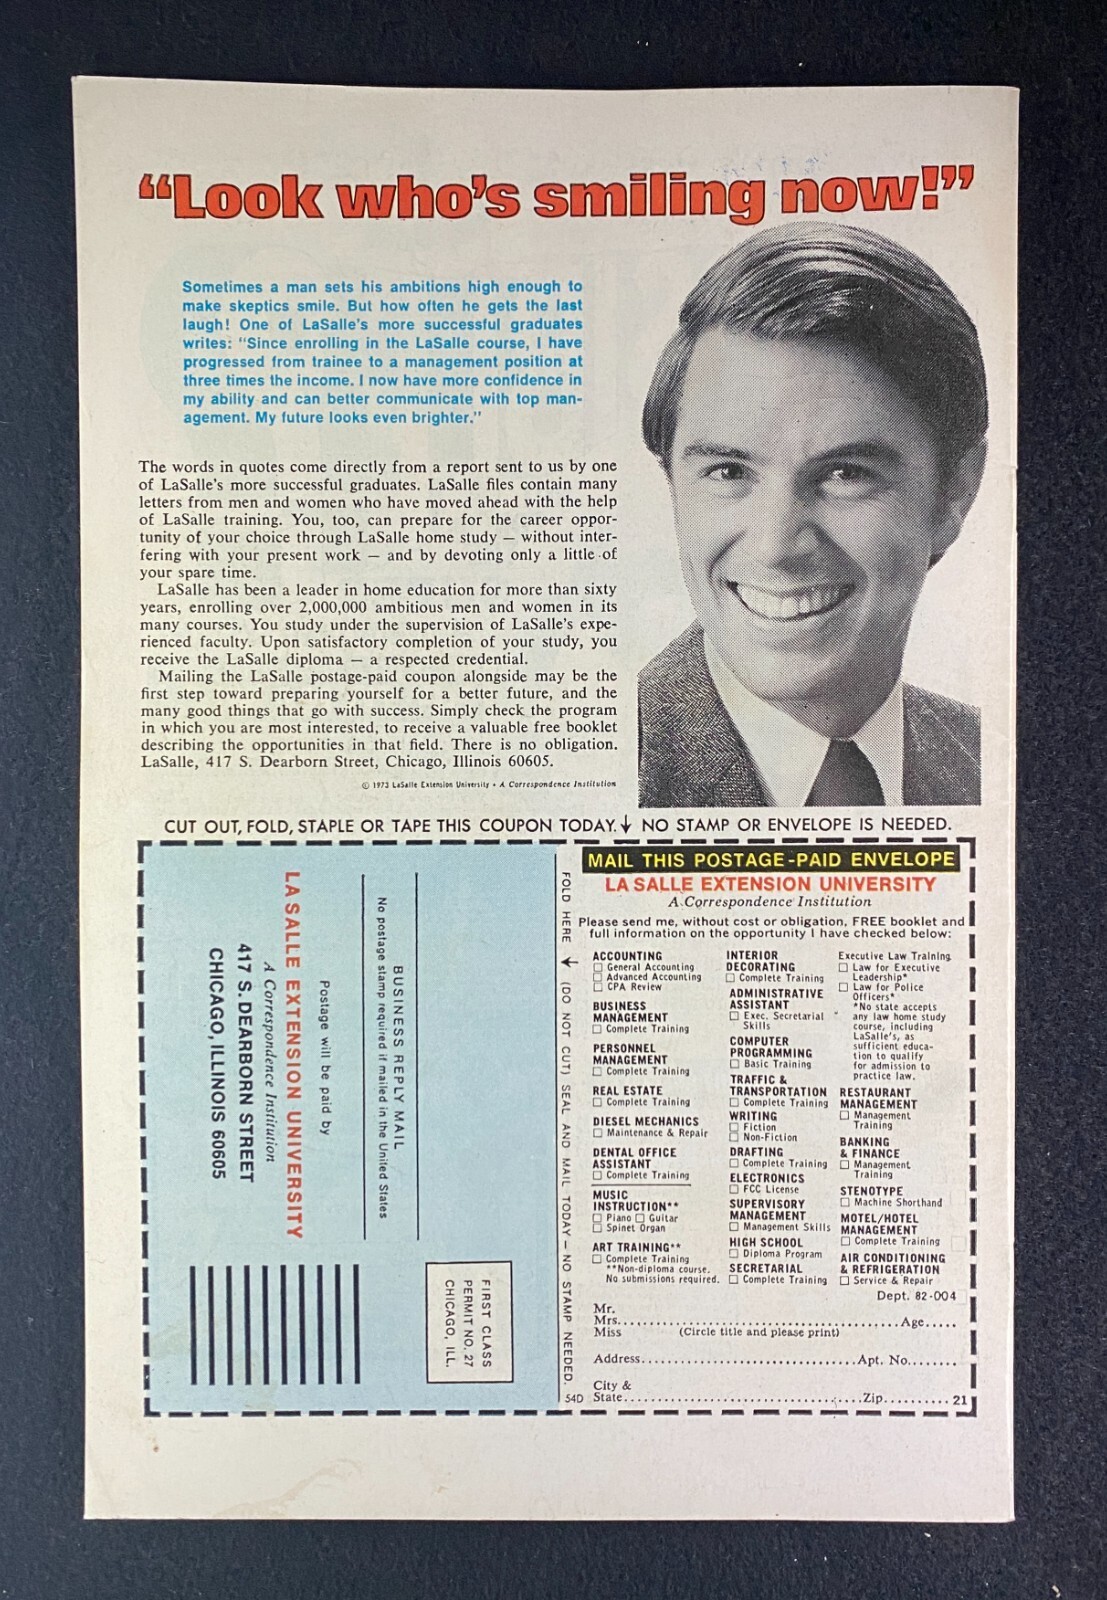 “Look who’s smiling now!”
Sometimes a man sets his ambitions high enough to
make skeptics smile. But how often he gets the last
laugh! One of LaSalle's more successful graduates
writes: "Since enrolling in the LaSalle course, I have
progressed from trainee to a management position at
three times the income. I now have more confidence in
my ability and can better communicate with top man-
agement. My future looks even brighter."
The words in quotes come directly from a report sent to us by one
of LaSalle's more successful graduates. LaSalle files contain many
letters from men and women who have moved ahead with the help
of LaSalle training. You, too, can prepare for the career oppor-
tunity of your choice through LaSalle home study — without inter-
fering with your present work — and by devoting only a little of
your spare time.
LaSalle has been a leader in home education for more than sixty
years, enrolling over 2,000,000 ambitious men and women in its
many courses. You study under the supervision of LaSalle's expe-
rienced faculty. Upon satisfactory completion of your study, you
receive the LaSalle diploma — a respected credential.
Mailing the LaSalle postage-paid coupon alongside may be the
first step toward preparing yourself for a better future, and the
many good things that go with success. Simply check the program
in which you are most interested, to receive a valuable free booklet
describing the opportunities in that field. There is no obligation.
LaSalle, 417 S. Dearborn Street, Chicago, Illinois 60605.
© 1973 LaSalle Extension University • A Correspondence Institution
CUT OUT, FOLD, STAPLE OR TAPE THIS COUPON TODAY. ↓ NO STAMP OR ENVELOPE IS NEEDED.
FIRST CLASS
PERMIT NO. 27
CHICAGO, ILL.
BUSINESS REPLY MAIL
No postage stamp required if mailed in the United States
Postage will be paid by
LA SALLE EXTENSION UNIVERSITY
A Correspondence Institution
417 S. DEARBORN STREET
CHICAGO, ILLINOIS 60605
FOLD HERE ↓ (DO NOT CUT) SEAL AND MAIL TODAY — NO STAMP NEEDED.
54D
MAIL THIS POSTAGE-PAID ENVELOPE
LA SALLE EXTENSION UNIVERSITY
A Correspondence Institution
Please send me, without cost or obligation, FREE booklet and
full information on the opportunity I have checked below:
ACCOUNTING
☐ General Accounting
☐ Advanced Accounting
☐ CPA Review
BUSINESS
MANAGEMENT
☐ Complete Training
PERSONNEL
MANAGEMENT
☐ Complete Training
REAL ESTATE
☐ Complete Training
DIESEL MECHANICS
☐ Maintenance & Repair
DENTAL OFFICE
ASSISTANT
☐ Complete Training
MUSIC
INSTRUCTION**
☐ Piano ☐ Guitar
☐ Spinet Organ
ART TRAINING**
☐ Complete Training
**Non-diploma course.
No submissions required.
INTERIOR
DECORATING
☐ Complete Training
ADMINISTRATIVE
ASSISTANT
☐ Exec. Secretarial
Skills
COMPUTER
PROGRAMMING
☐ Basic Training
TRAFFIC &
TRANSPORTATION
☐ Complete Training
WRITING
☐ Fiction
☐ Non-Fiction
DRAFTING
☐ Complete Training
ELECTRONICS
☐ FCC License
SUPERVISORY
MANAGEMENT
☐ Management Skills
HIGH SCHOOL
☐ Diploma Program
SECRETARIAL
☐ Complete Training
Executive Law Training
☐ Law for Executive
Leadership*
☐ Law for Police
Officers*
*No state accepts
any law home study
course, including
LaSalle's, as
sufficient educa-
tion to qualify
for admission to
practice law.
RESTAURANT
MANAGEMENT
☐ Management
Training
BANKING
& FINANCE
☐ Management
Training
STENOTYPE
☐ Machine Shorthand
MOTEL/HOTEL
MANAGEMENT
☐ Complete Training
AIR CONDITIONING
& REFRIGERATION
☐ Service & Repair
Dept. 82-004
Mr.
Mrs.......................................................Age.....
Miss (Circle title and please print)
Address...........................................Apt. No........
City &
State................................................Zip.......... 21